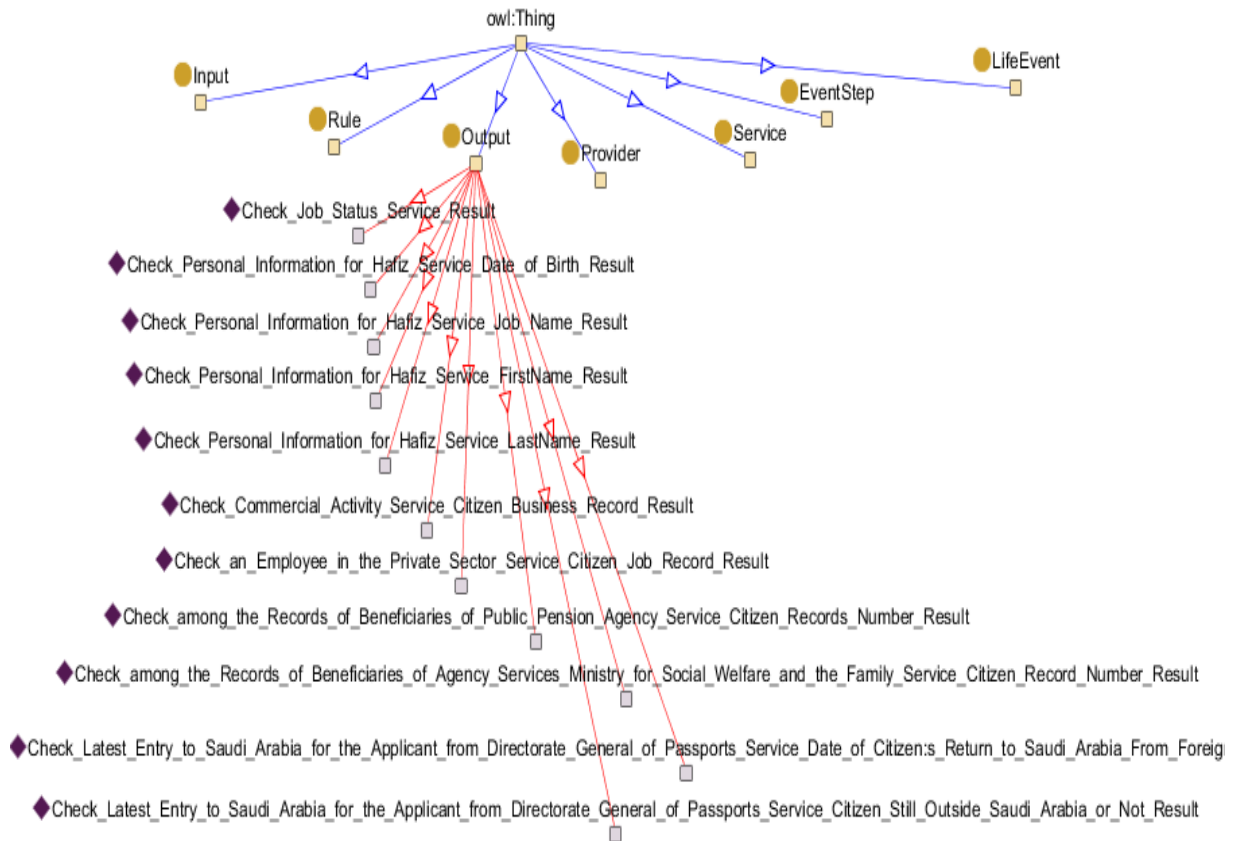 owl:Thing
Input
LifeEvent
EventStep
Rule
Output
Service
Provider
Check_Job_Status_Service_Result
Check_Personal_Information_for_Hafiz_Service_Date_of_Birth_Result
Check_Personal_Information_for_Hafiz_Service_Job_Name_Result
Check_Personal_Information_for_Hafiz_Service_FirstName_Result
Check_Personal_Information_for_Hafiz_Service_LastName_Result
Check_Commercial_Activity_Service_Citizen_Business_Record_Result
Check_an_Employee_in_the_Private_Sector_Service_Citizen_Job_Record_Result
Check_among_the_Records_of_Beneficiaries_of_Public_Pension_Agency_Service_Citizen_Records_Number_Result
Check_among_the_Records_of_Beneficiaries_of_Agency_Services_Ministry_for_Social_Welfare_and_the_Family_Service_Citizen_Record_Number_Result
Check_Latest_Entry_to_Saudi_Arabia_for_the_Applicant_from_Directorate_General_of_Passports_Service_Date_of_Citizen:s_Return_to_Saudi_Arabia_From_Foreig
Check_Latest_Entry_to_Saudi_Arabia_for_the_Applicant_from_Directorate_General_of_Passports_Service_Citizen_Still_Outside_Saudi_Arabia_or_Not_Result